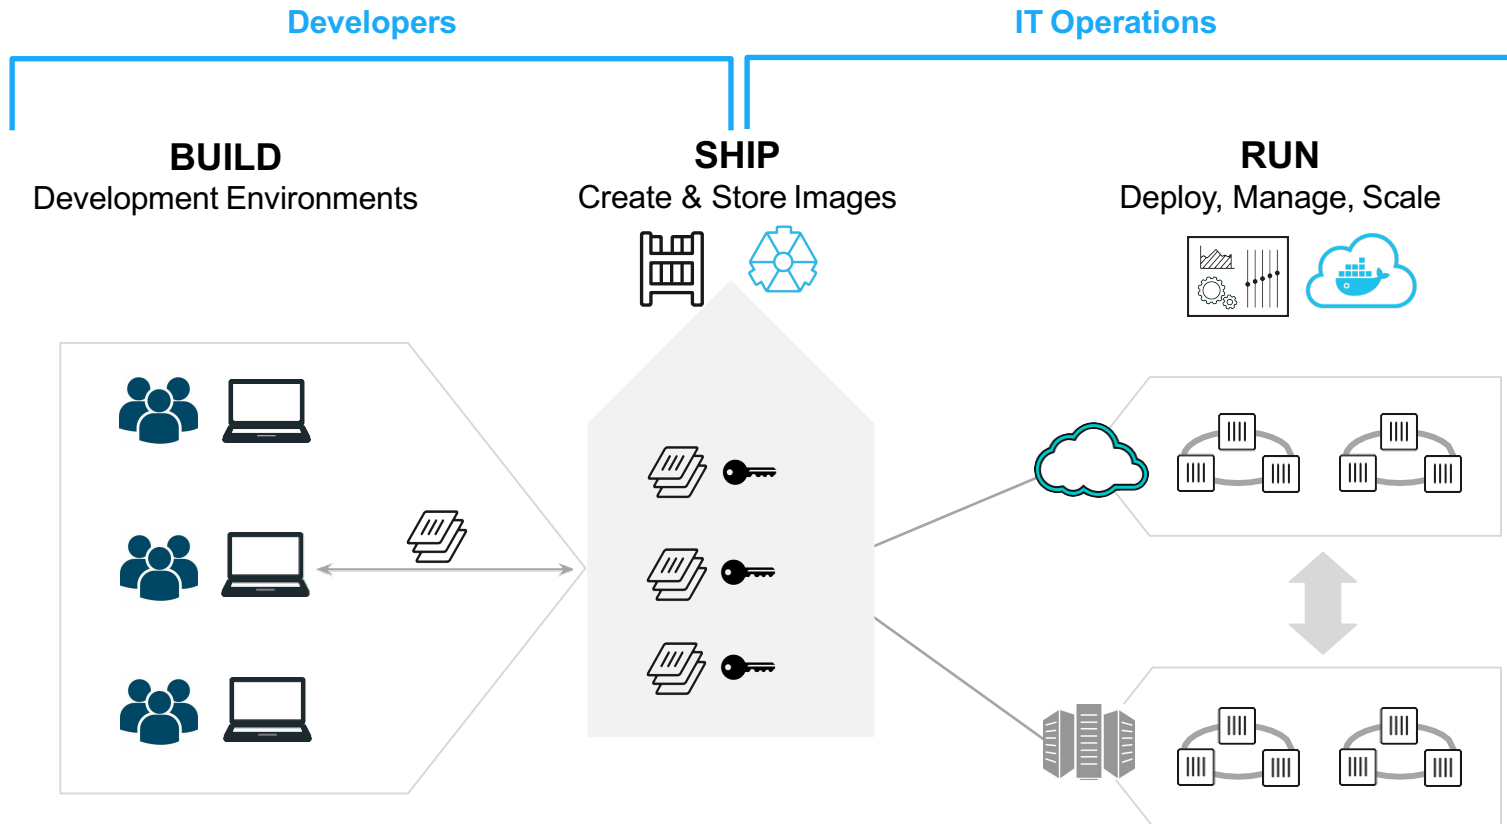 Developers
IT Operations
BUILD
Development Environments
SHIP
Create & Store Images
RUN
Deploy, Manage, Scale